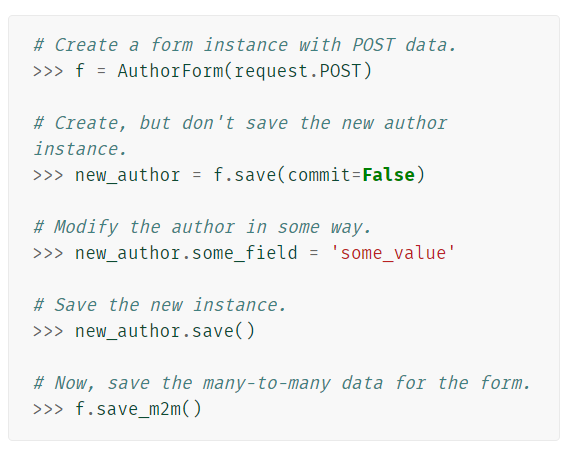 # Create a form instance with POST data.
>>> f = AuthorForm(request.POST)
# Create, but don't save the new author
instance.
>>> new_author = f.save(commit=False)
# Modify the author in some way.
>>> new_author.some_field = 'some_value'
# Save the new instance.
>>> new_author.save()
# Now, save the many-to-many data for the form.
>>> f.save_m2m()